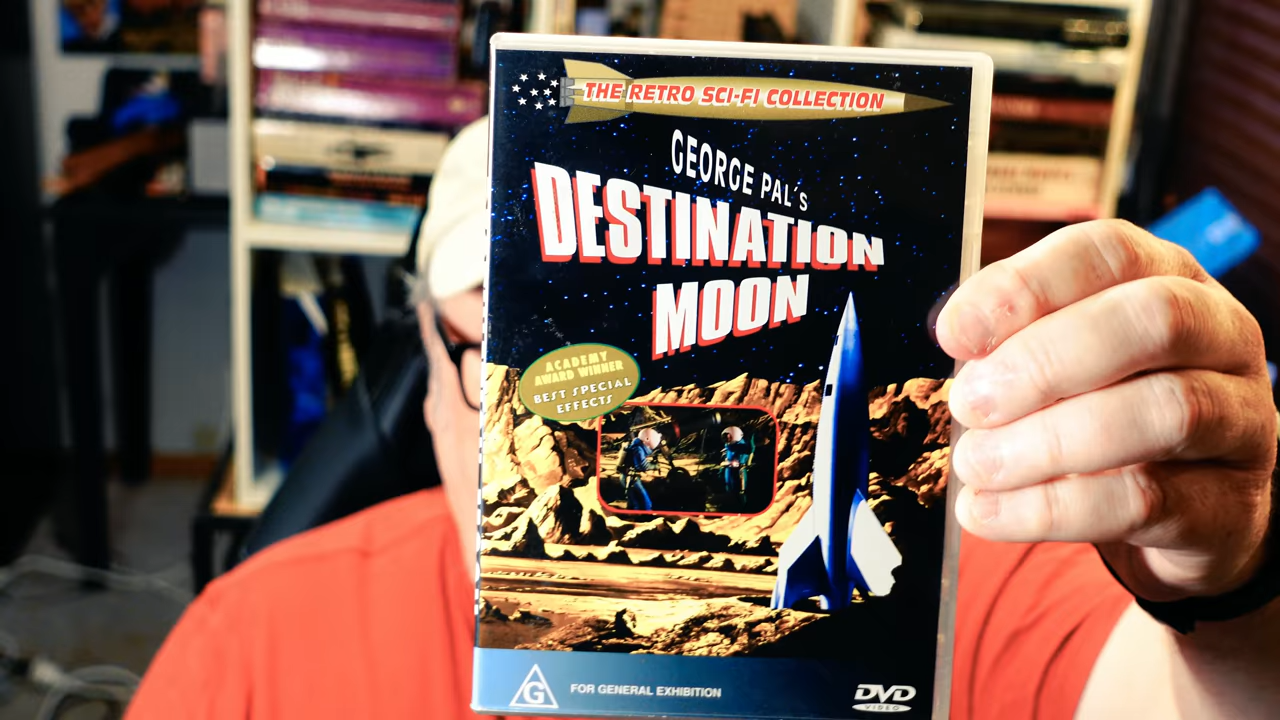 THE RETRO SCI-FI COLLECTION
GEORGE PAL'S
DESTINATION
MOON
ACADEMY
AWARD WINNER
BEST SPECIAL
EFFECTS
G
FOR GENERAL EXHIBITION
DVD
VIDEO